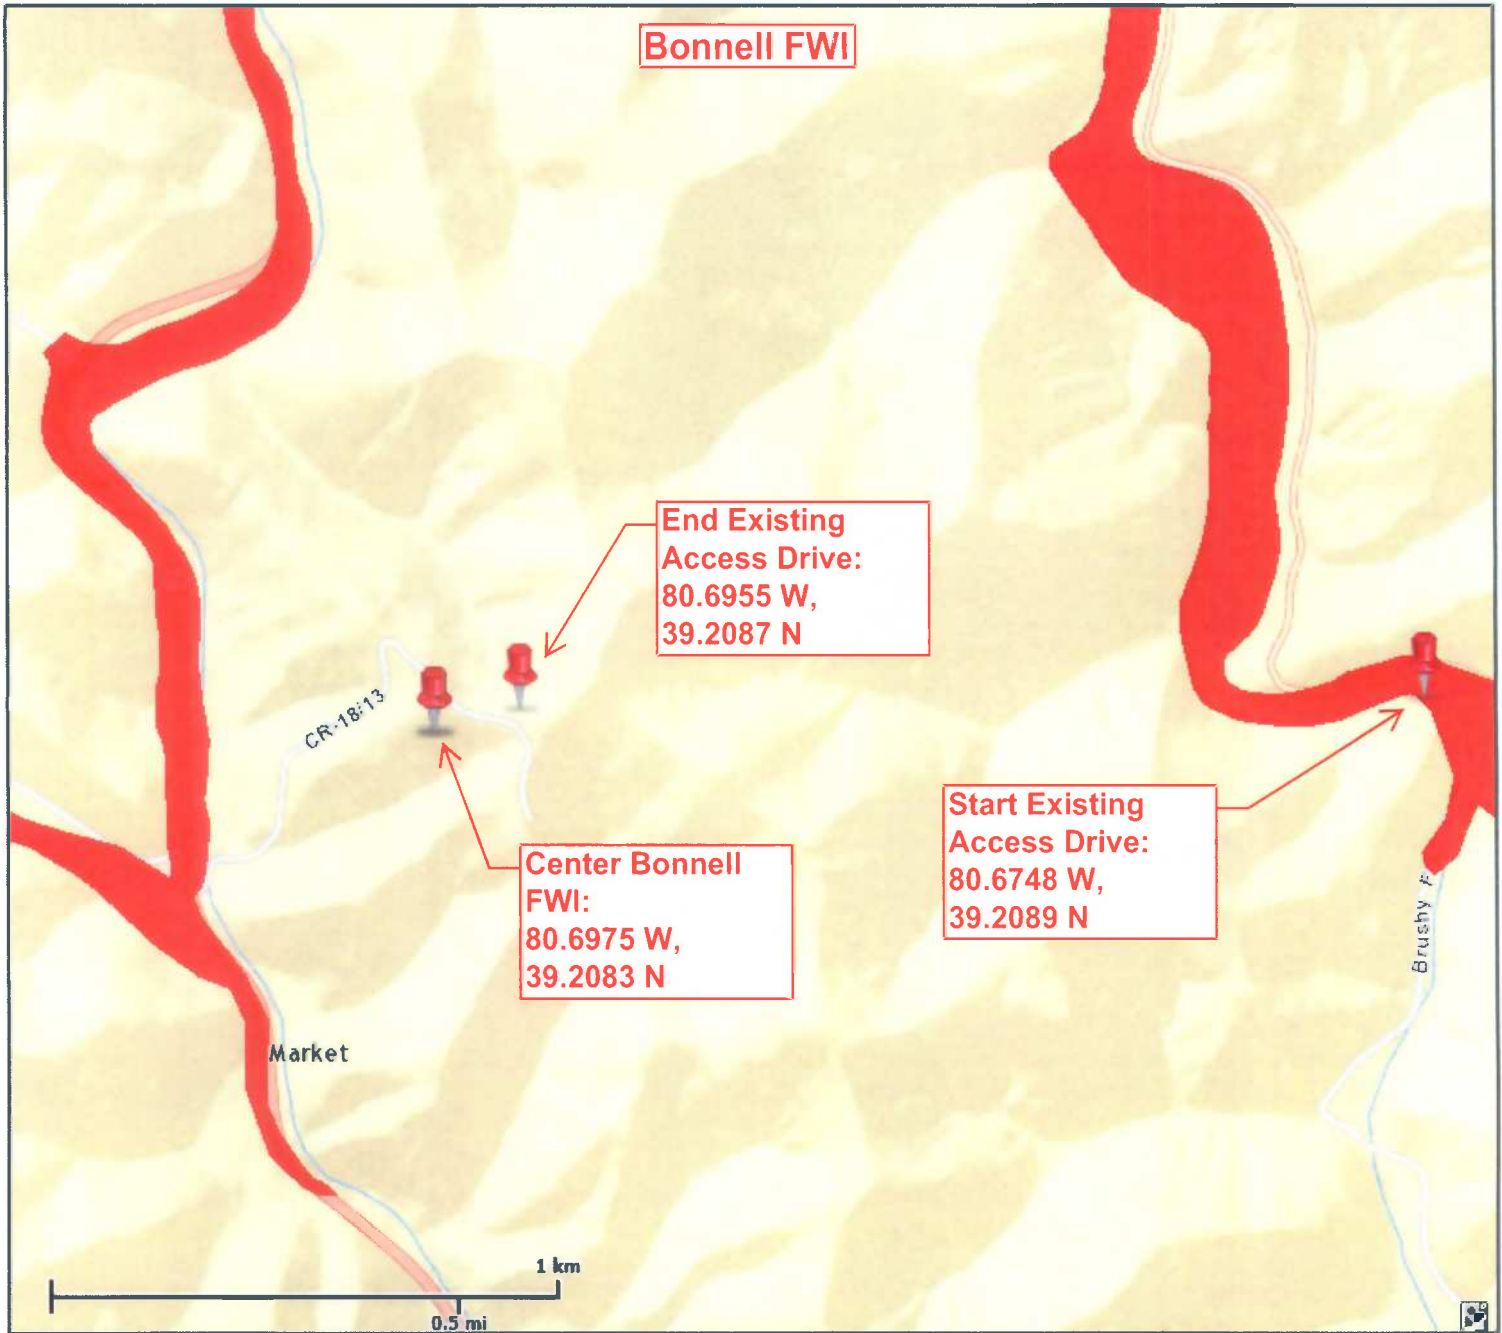 Bonnell FWI
End Existing
Access Drive:
80.6955 W,
39.2087 N
CR-18/13
Start Existing
Access Drive:
80.6748 W,
39.2089 N
Center Bonnell
FWI:
80.6975 W,
39.2083 N
Brushy F
Market
1 km
0.5 mi